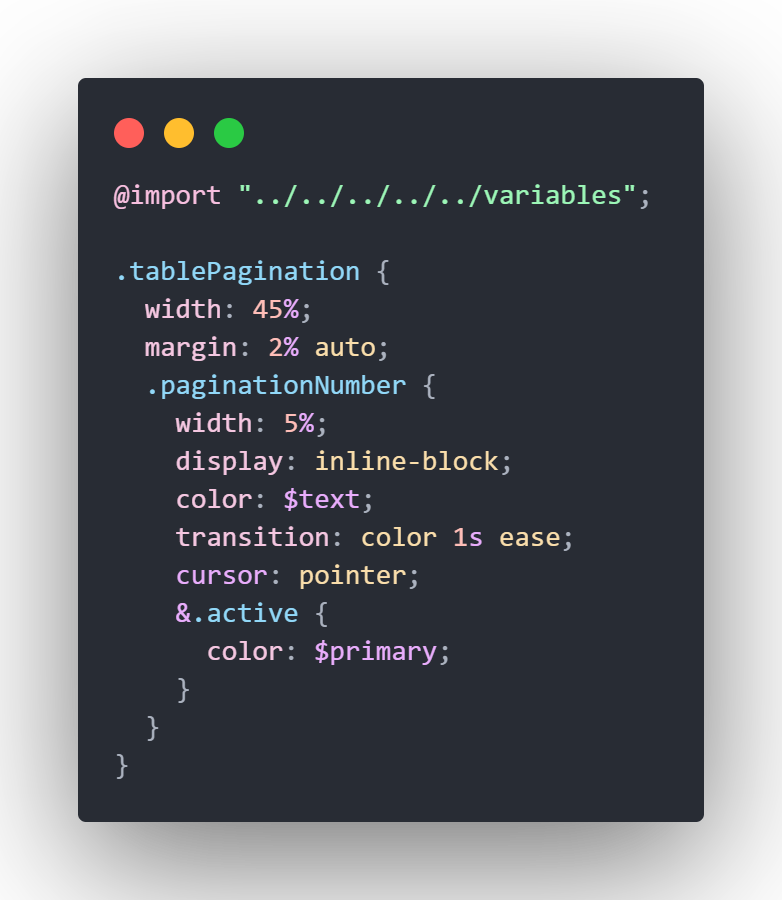 @import "../../../../../variables";
.tablePagination {
width: 45%;
margin: 2% auto;
.paginationNumber {
width: 5%;
display: inline-block;
color: $text;
transition: color 1s ease;
cursor: pointer;
&.active {
color: $primary;
}
}
}